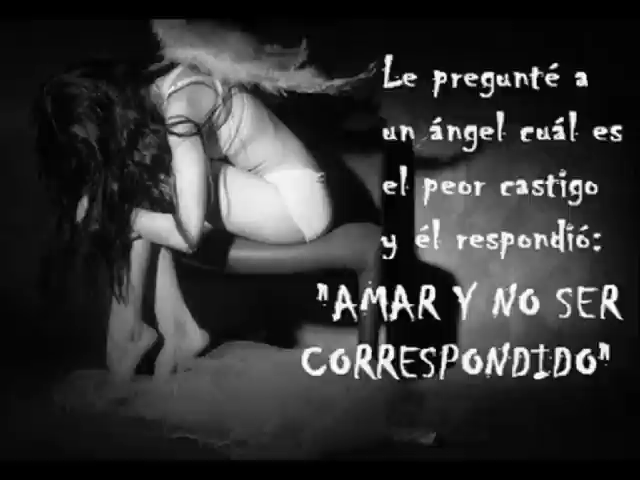 Le pregunté a
un ángel cuál es
el peor castigo
y él respondió:
"AMAR Y NO SER
CORRESPONDIDO"